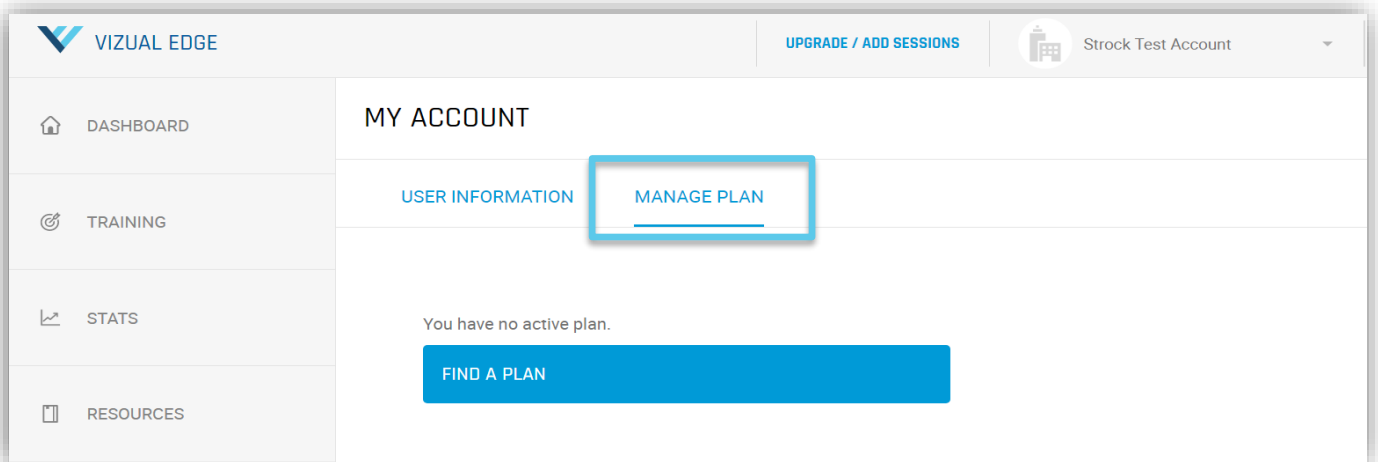 VIZUAL EDGE
UPGRADE / ADD SESSIONS
Strock Test Account
DASHBOARD
TRAINING
STATS
RESOURCES
MY ACCOUNT
USER INFORMATION
MANAGE PLAN
You have no active plan.
FIND A PLAN